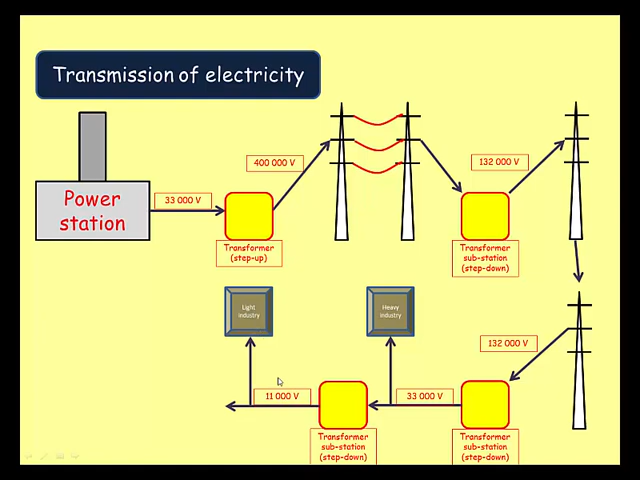 Transmission of electricity
Power
station
33 000 V
400 000 V
Transformer
(step-up)
132 000 V
Transformer
sub-station
(step-down)
132 000 V
Transformer
sub-station
(step-down)
33 000 V
Heavy
industry
Transformer
sub-station
(step-down)
11 000 V
Light
industry